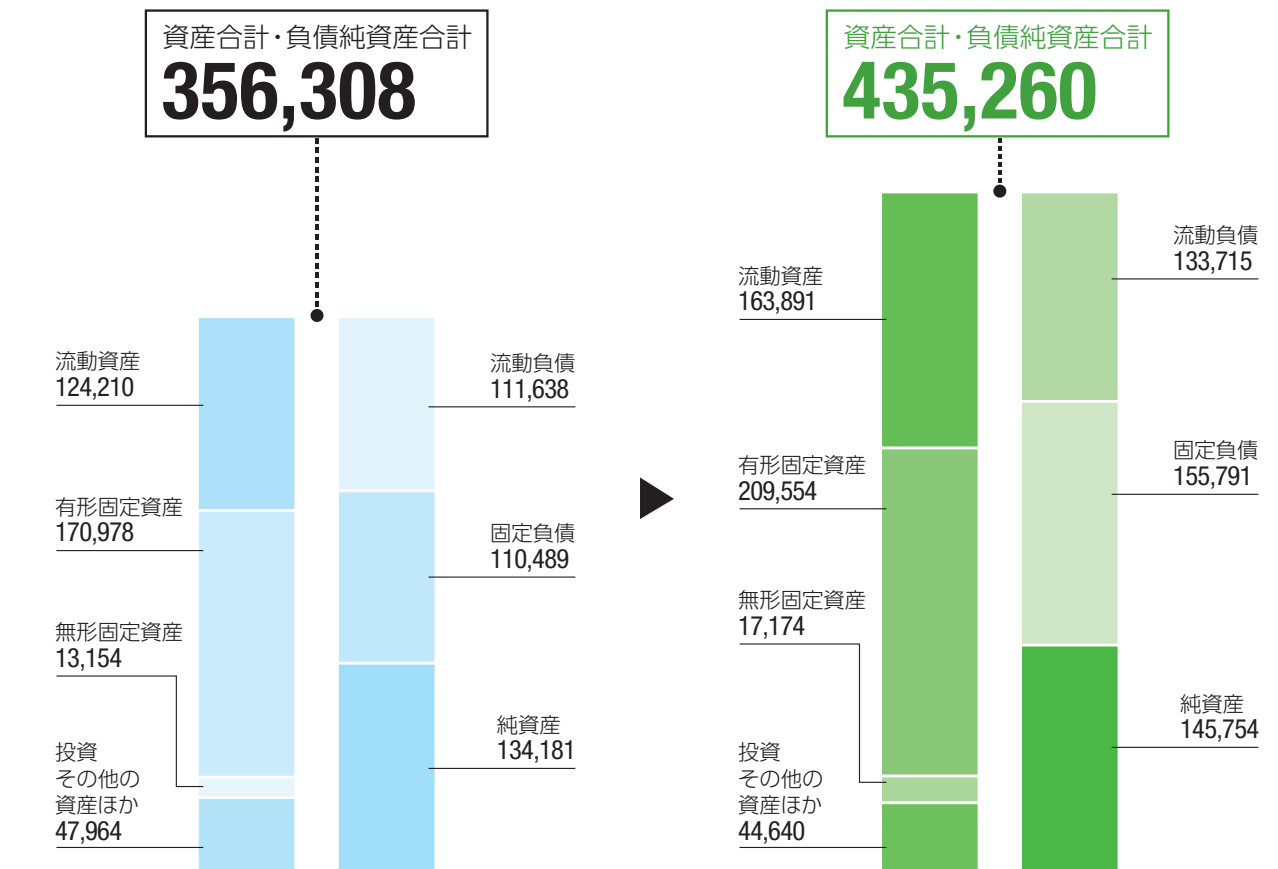 資産合計・負債純資産合計
356,308
流動資産
124,210
有形固定資産
170,978
無形固定資産
13,154
投資
その他の
資産ほか
47,964
流動負債
111,638
固定負債
110,489
純資産
134,181
資産合計・負債純資産合計
435,260
流動資産
163,891
有形固定資産
209,554
無形固定資産
17,174
投資
その他の
資産ほか
44,640
流動負債
133,715
固定負債
155,791
純資産
145,754